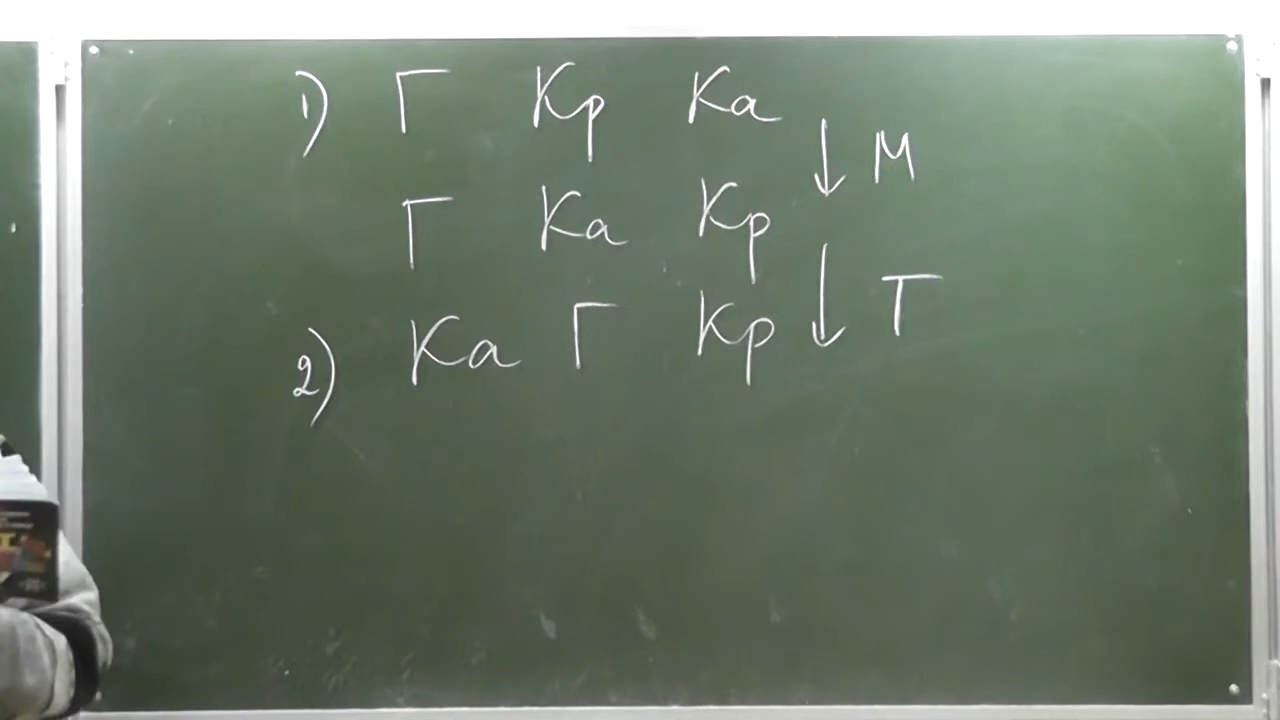 1) Г Кр Ка
↓ М
Г Ка Кр
↓ Т
2) Ка Г Кр